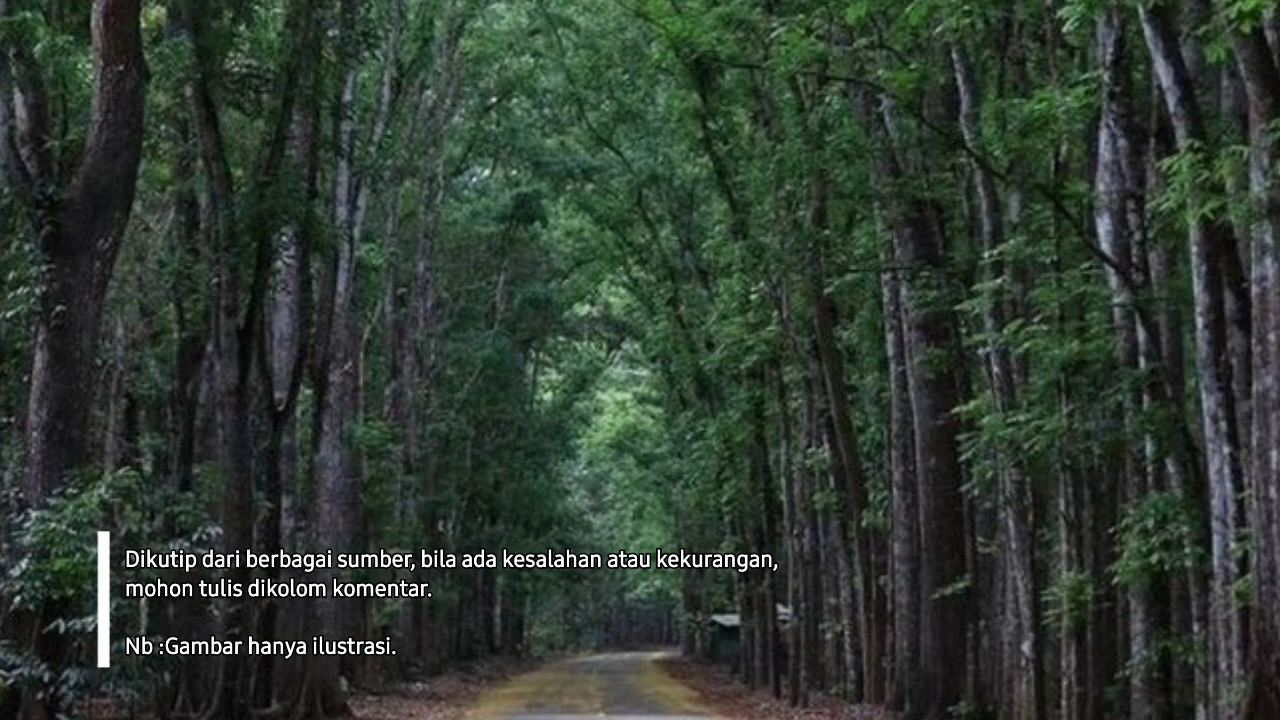 Dikutip dari berbagai sumber, bila ada kesalahan atau kekurangan,
mohon tulis dikolom komentar.
Nb :Gambar hanya ilustrasi.